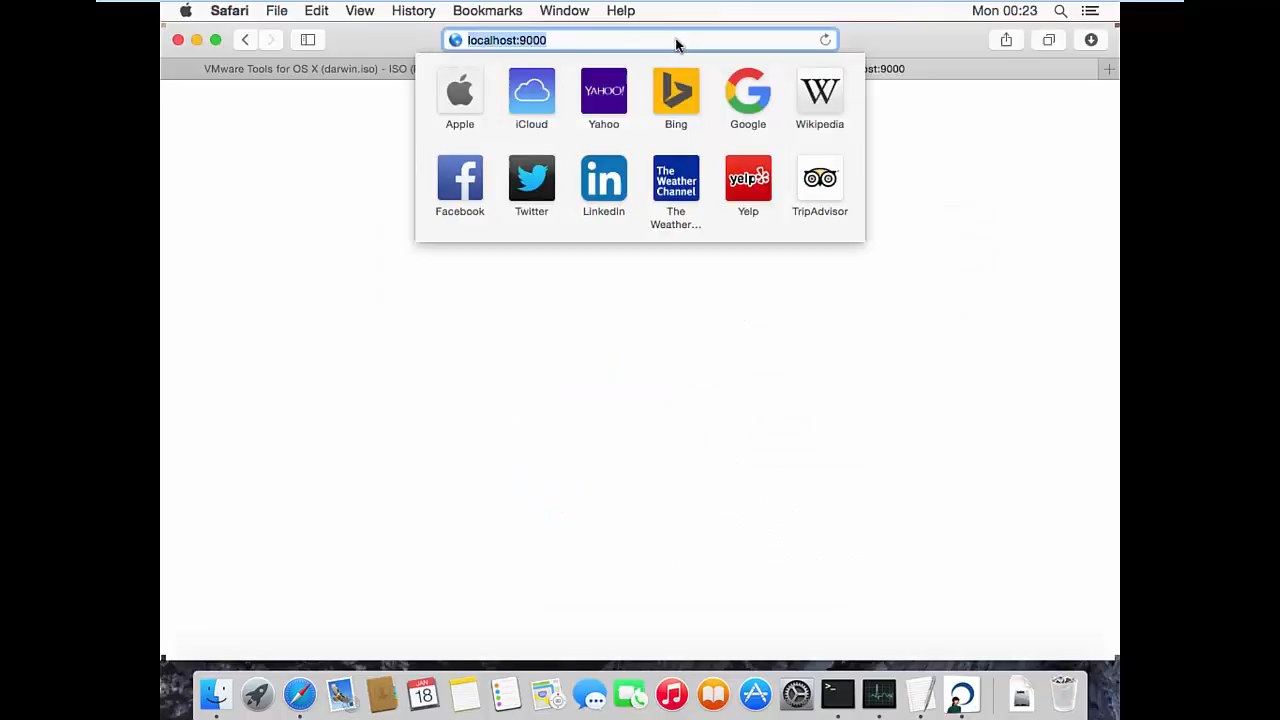 Safari File Edit View History Bookmarks Window Help Mon 00:23
localhost:9000
VMware Tools for OS X (darwin.iso) - ISO (
ost:9000
Apple iCloud Yahoo Bing Google Wikipedia
YAHOO!
W
Facebook Twitter LinkedIn The Weather... Yelp TripAdvisor
in
The Weather Channel
yelp
18